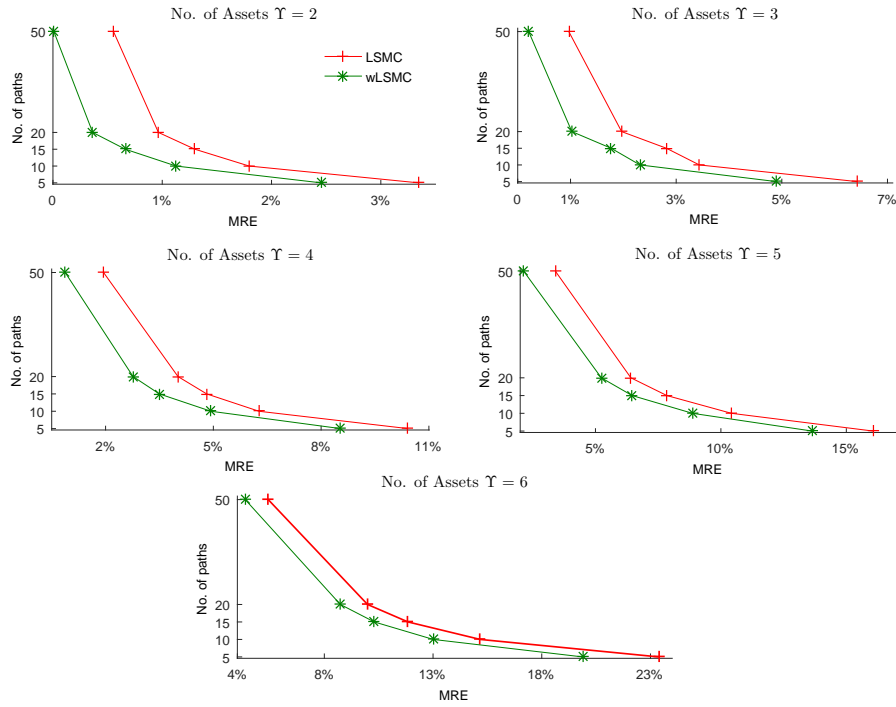 No. of Assets ϒ = 2
No. of paths
50
20
15
10
5
0
1%
2%
3%
MRE
LSMC
wLSMC
No. of Assets ϒ = 3
No. of paths
50
20
15
10
5
0
1%
3%
5%
7%
MRE
No. of Assets ϒ = 4
No. of paths
50
20
15
10
5
2%
5%
8%
11%
MRE
No. of Assets ϒ = 5
No. of paths
50
20
15
10
5
5%
10%
15%
MRE
No. of Assets ϒ = 6
No. of paths
50
20
15
10
5
4%
8%
13%
18%
23%
MRE